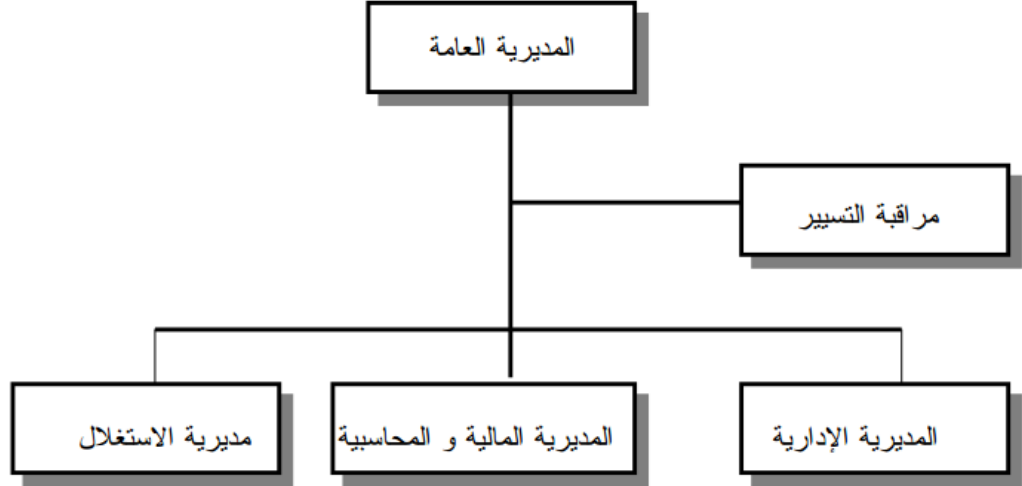 المديرية العامة
مراقبة التسيير
المديرية الإدارية
المديرية المالية و المحاسبية
مديرية الاستغلال